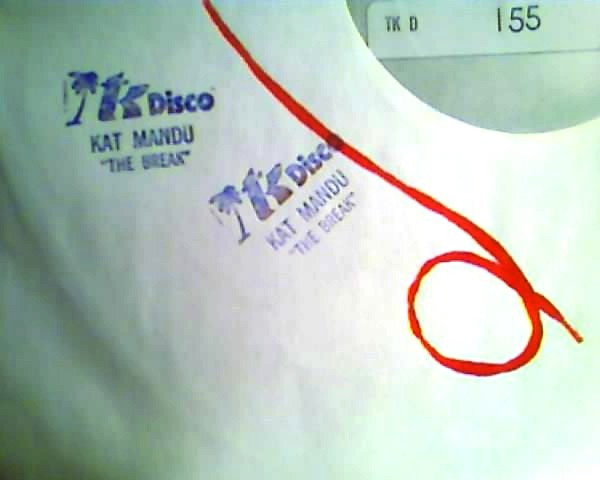 TK D 155
TK Disco
KAT MANDU
"THE BREAK"
TK Disco
KAT MANDU
"THE BREAK"